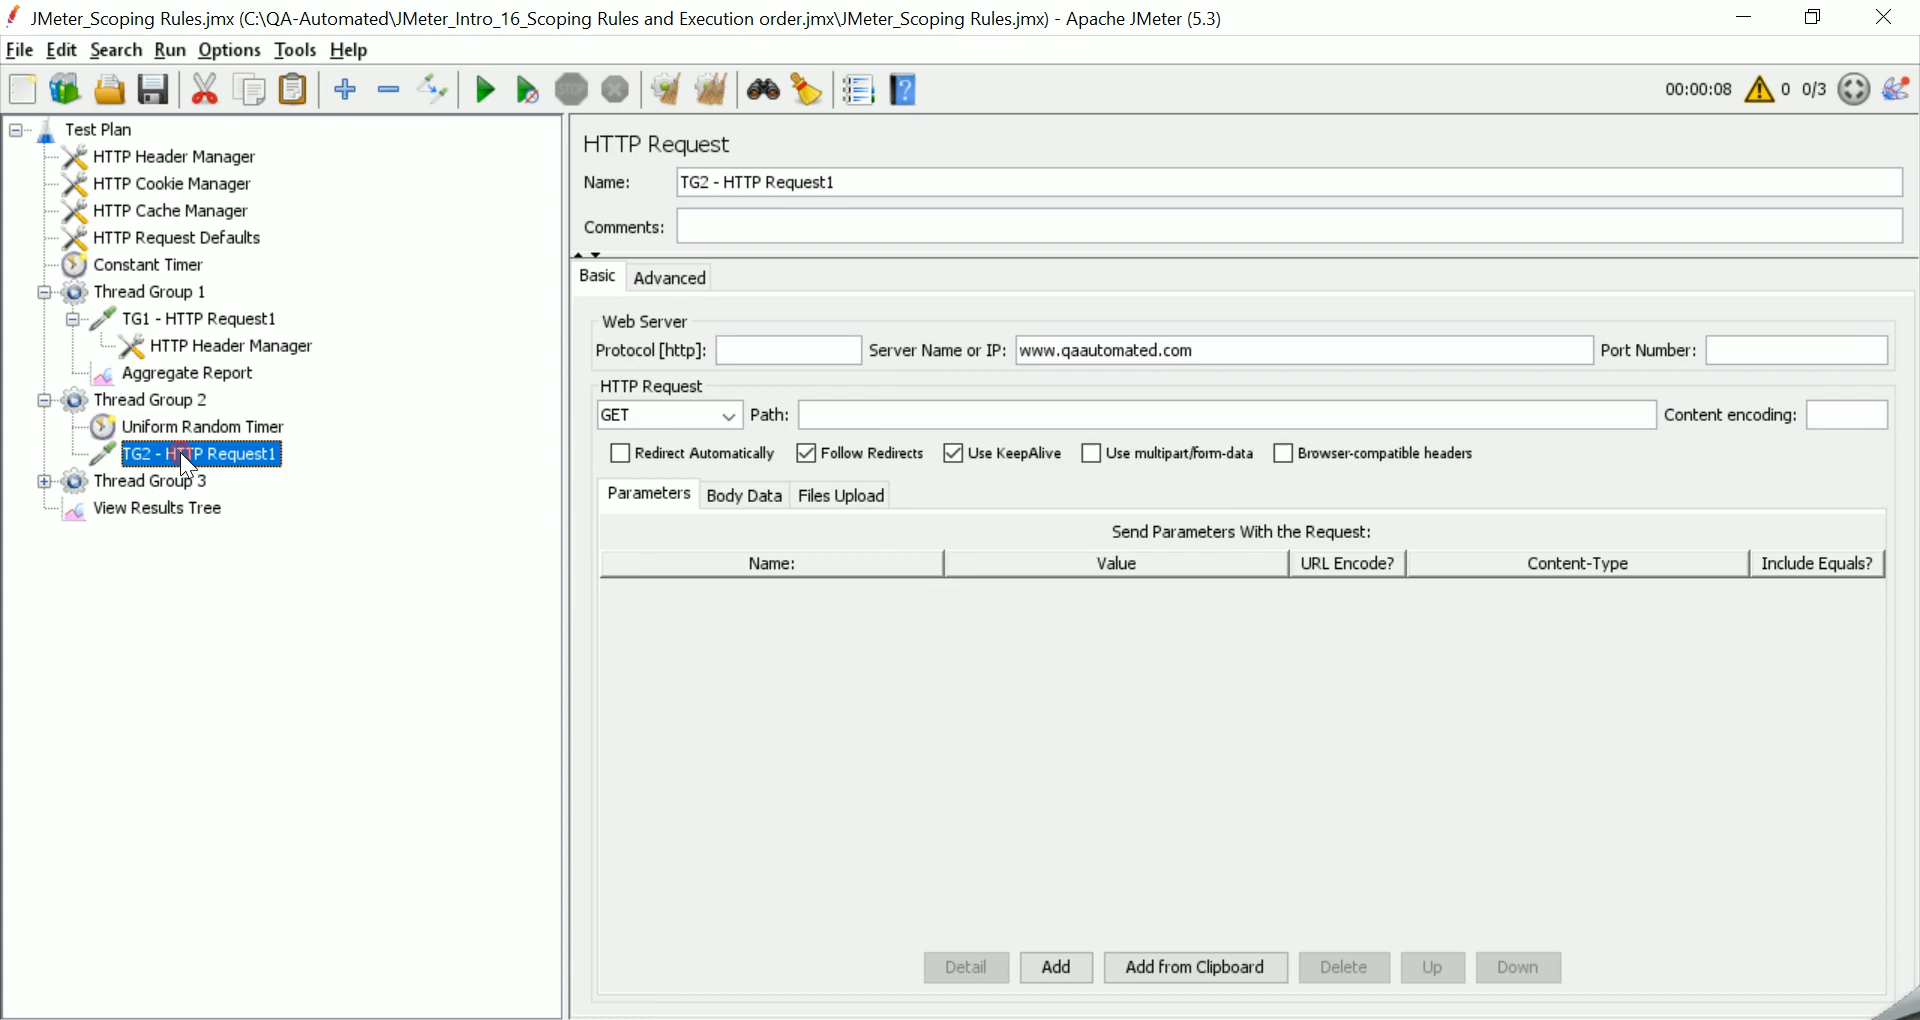 JMeter_Scoping Rules.jmx (C:\QA-Automated\JMeter_Intro_16_Scoping Rules and Execution order.jmx\JMeter_Scoping Rules.jmx) - Apache JMeter (5.3)
File Edit Search Run Options Tools Help
STOP ? 00:00:08 0 0/3
Test Plan
HTTP Header Manager
HTTP Cookie Manager
HTTP Cache Manager
HTTP Request Defaults
Constant Timer
Thread Group 1
TG1 - HTTP Request1
HTTP Header Manager
Aggregate Report
Thread Group 2
Uniform Random Timer
TG2 - HTTP Request1
Thread Group 3
View Results Tree
HTTP Request
Name: TG2 - HTTP Request1
Comments:
Basic Advanced
Web Server
Protocol [http]: Server Name or IP: www.qaautomated.com Port Number:
HTTP Request
GET Path: Content encoding:
Redirect Automatically Follow Redirects Use KeepAlive Use multipart/form-data Browser-compatible headers
Parameters Body Data Files Upload
Send Parameters With the Request:
Name: Value URL Encode? Content-Type Include Equals?
Detail Add Add from Clipboard Delete Up Down